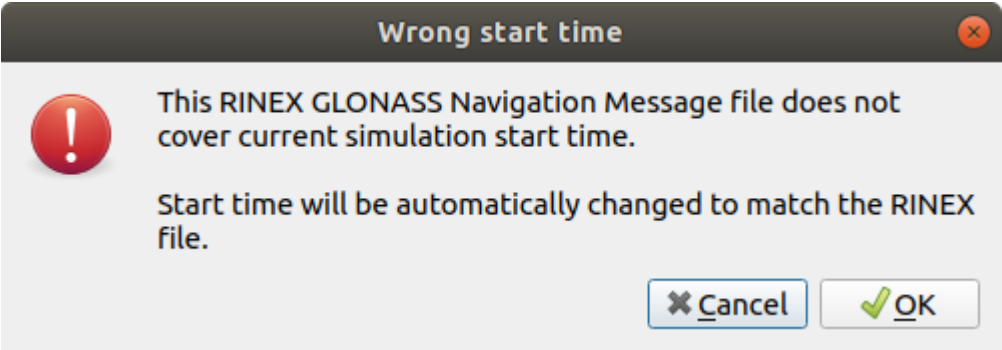 Wrong start time
This RINEX GLONASS Navigation Message file does not
cover current simulation start time.
Start time will be automatically changed to match the RINEX
file.
Cancel
OK